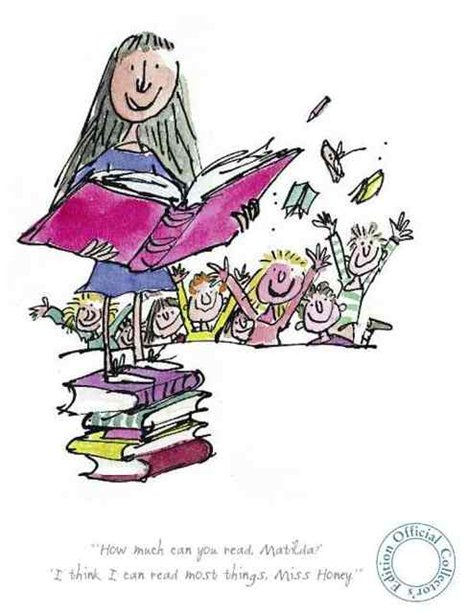 "'How much can you read, Matilda?'
'I think I can read most things, Miss Honey.'"
Official Collector's Edition